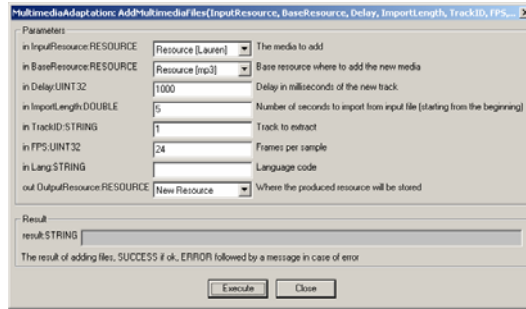 MultimediaAdaptation: AddMultimediaFiles(InputResource, BaseResource, Delay, ImportLength, TrackID, FPS,...
Parameters
in InputResource:RESOURCE Resource [Lauren] The media to add
in BaseResource:RESOURCE Resource [mp3] Base resource where to add the new media
in Delay:UINT32 1000 Delay in milliseconds of the new track
in ImportLength:DOUBLE 5 Number of seconds to import from input file (starting from the beginning)
in TrackID:STRING 1 Track to extract
in FPS:UINT32 24 Frames per sample
in Lang:STRING Language code
out OutputResource:RESOURCE New Resource Where the produced resource will be stored
Result
result:STRING
The result of adding files, SUCCESS if ok, ERROR followed by a message in case of error
Execute Close